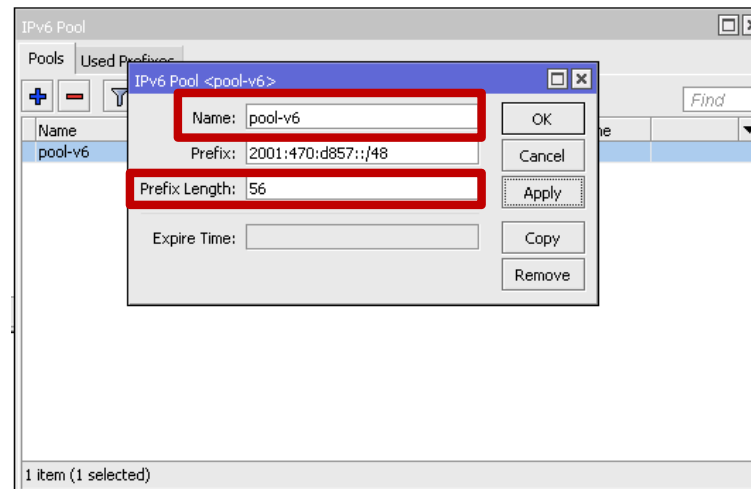 IPv6 Pool
Pools Used Prefixes
IPv6 Pool <pool-v6>
Find
Name: pool-v6 OK
Name
pool-v6 Prefix: 2001:470:d857::/48 Cancel
Prefix Length: 56 Apply
Expire Time: Copy
Remove
1 item (1 selected)